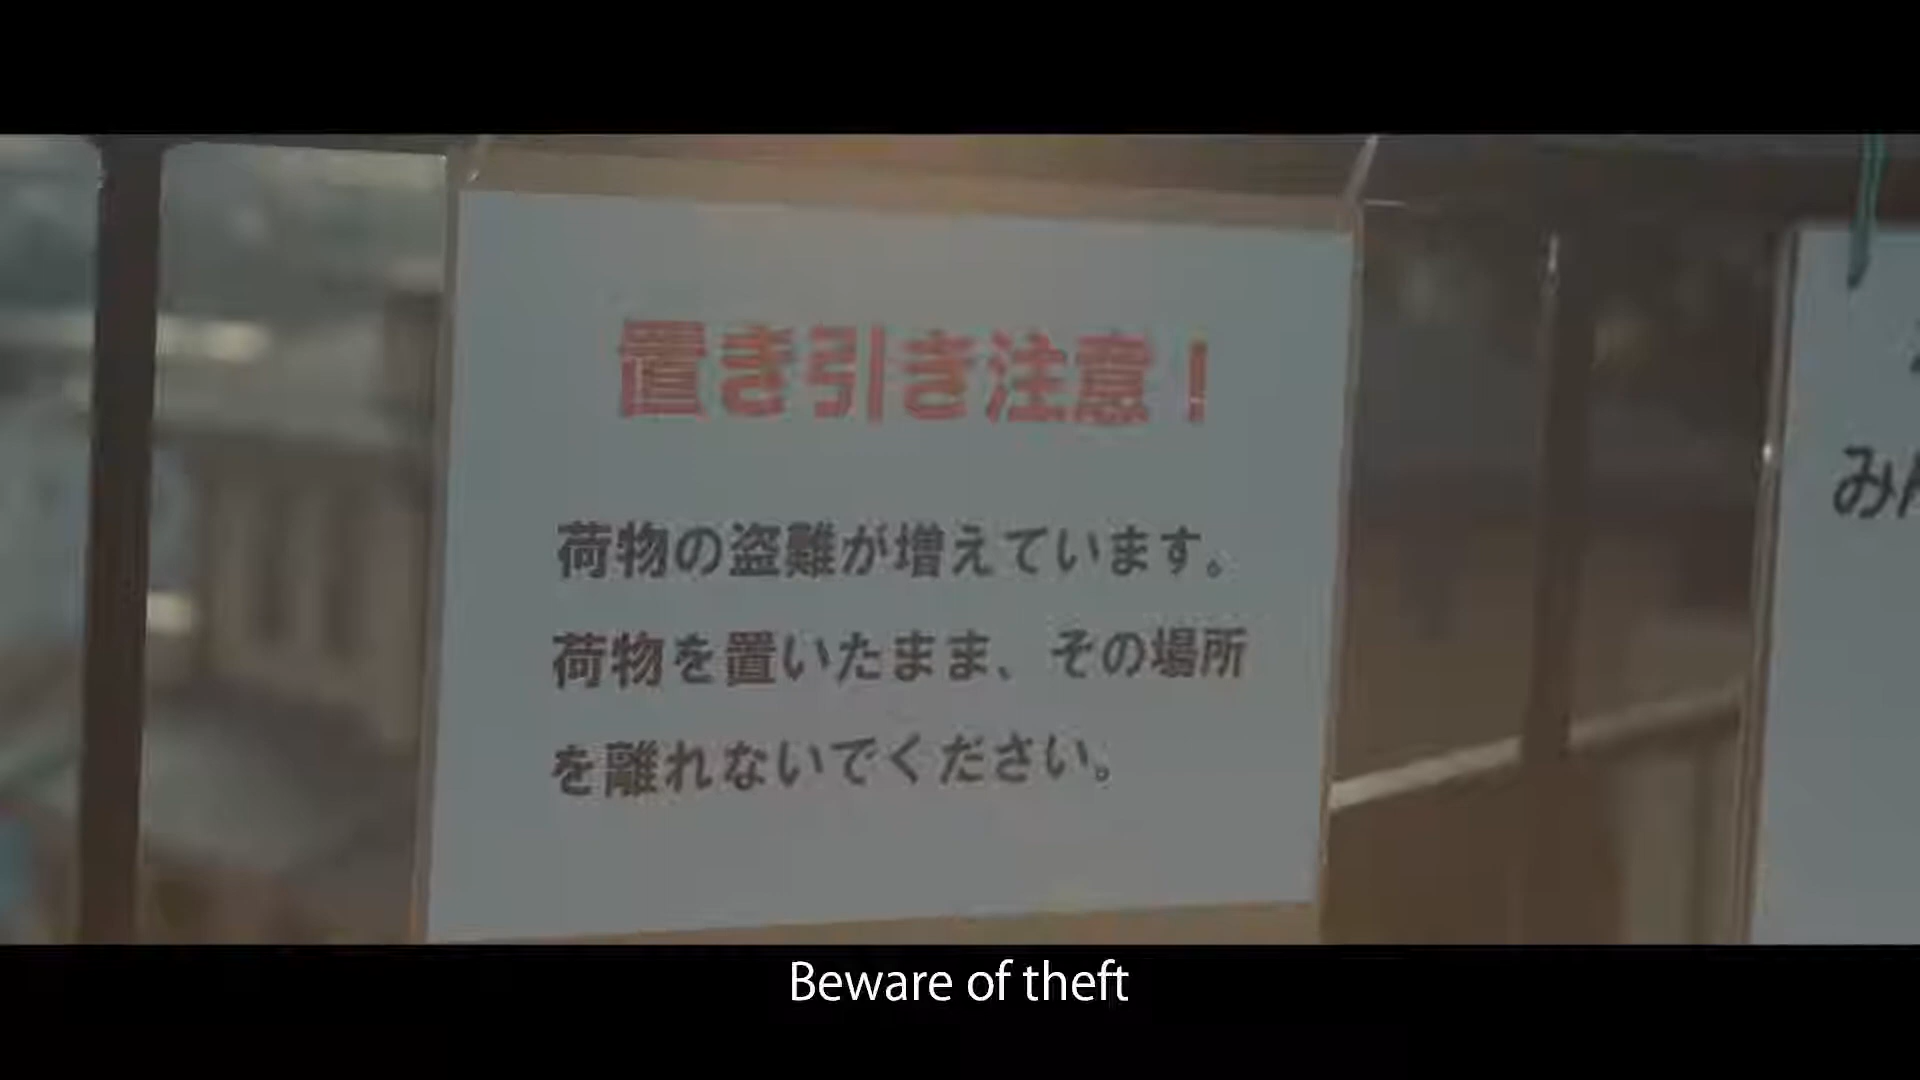 置き引き注意！
荷物の盗難が増えています。
荷物を置いたまま、その場所
を離れないでください。
み
Beware of theft